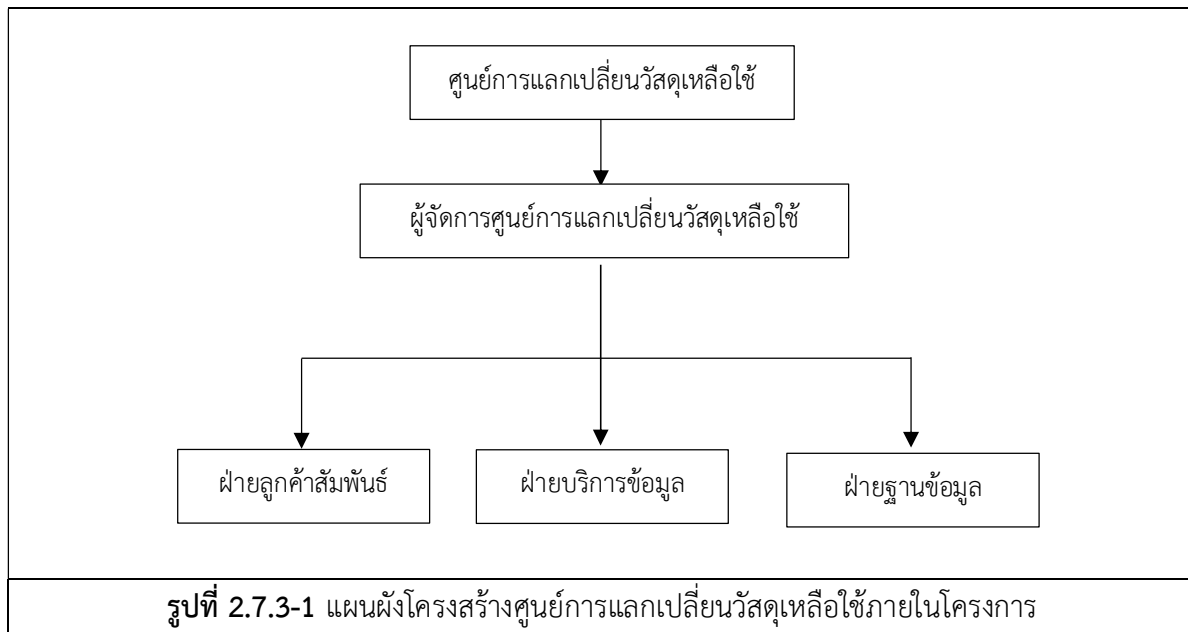 ศูนย์การแลกเปลี่ยนวัสดุเหลือใช้
ผู้จัดการศูนย์การแลกเปลี่ยนวัสดุเหลือใช้
ฝ่ายลูกค้าสัมพันธ์
ฝ่ายบริการข้อมูล
ฝ่ายฐานข้อมูล
รูปที่ 2.7.3-1 แผนผังโครงสร้างศูนย์การแลกเปลี่ยนวัสดุเหลือใช้ภายในโครงการ